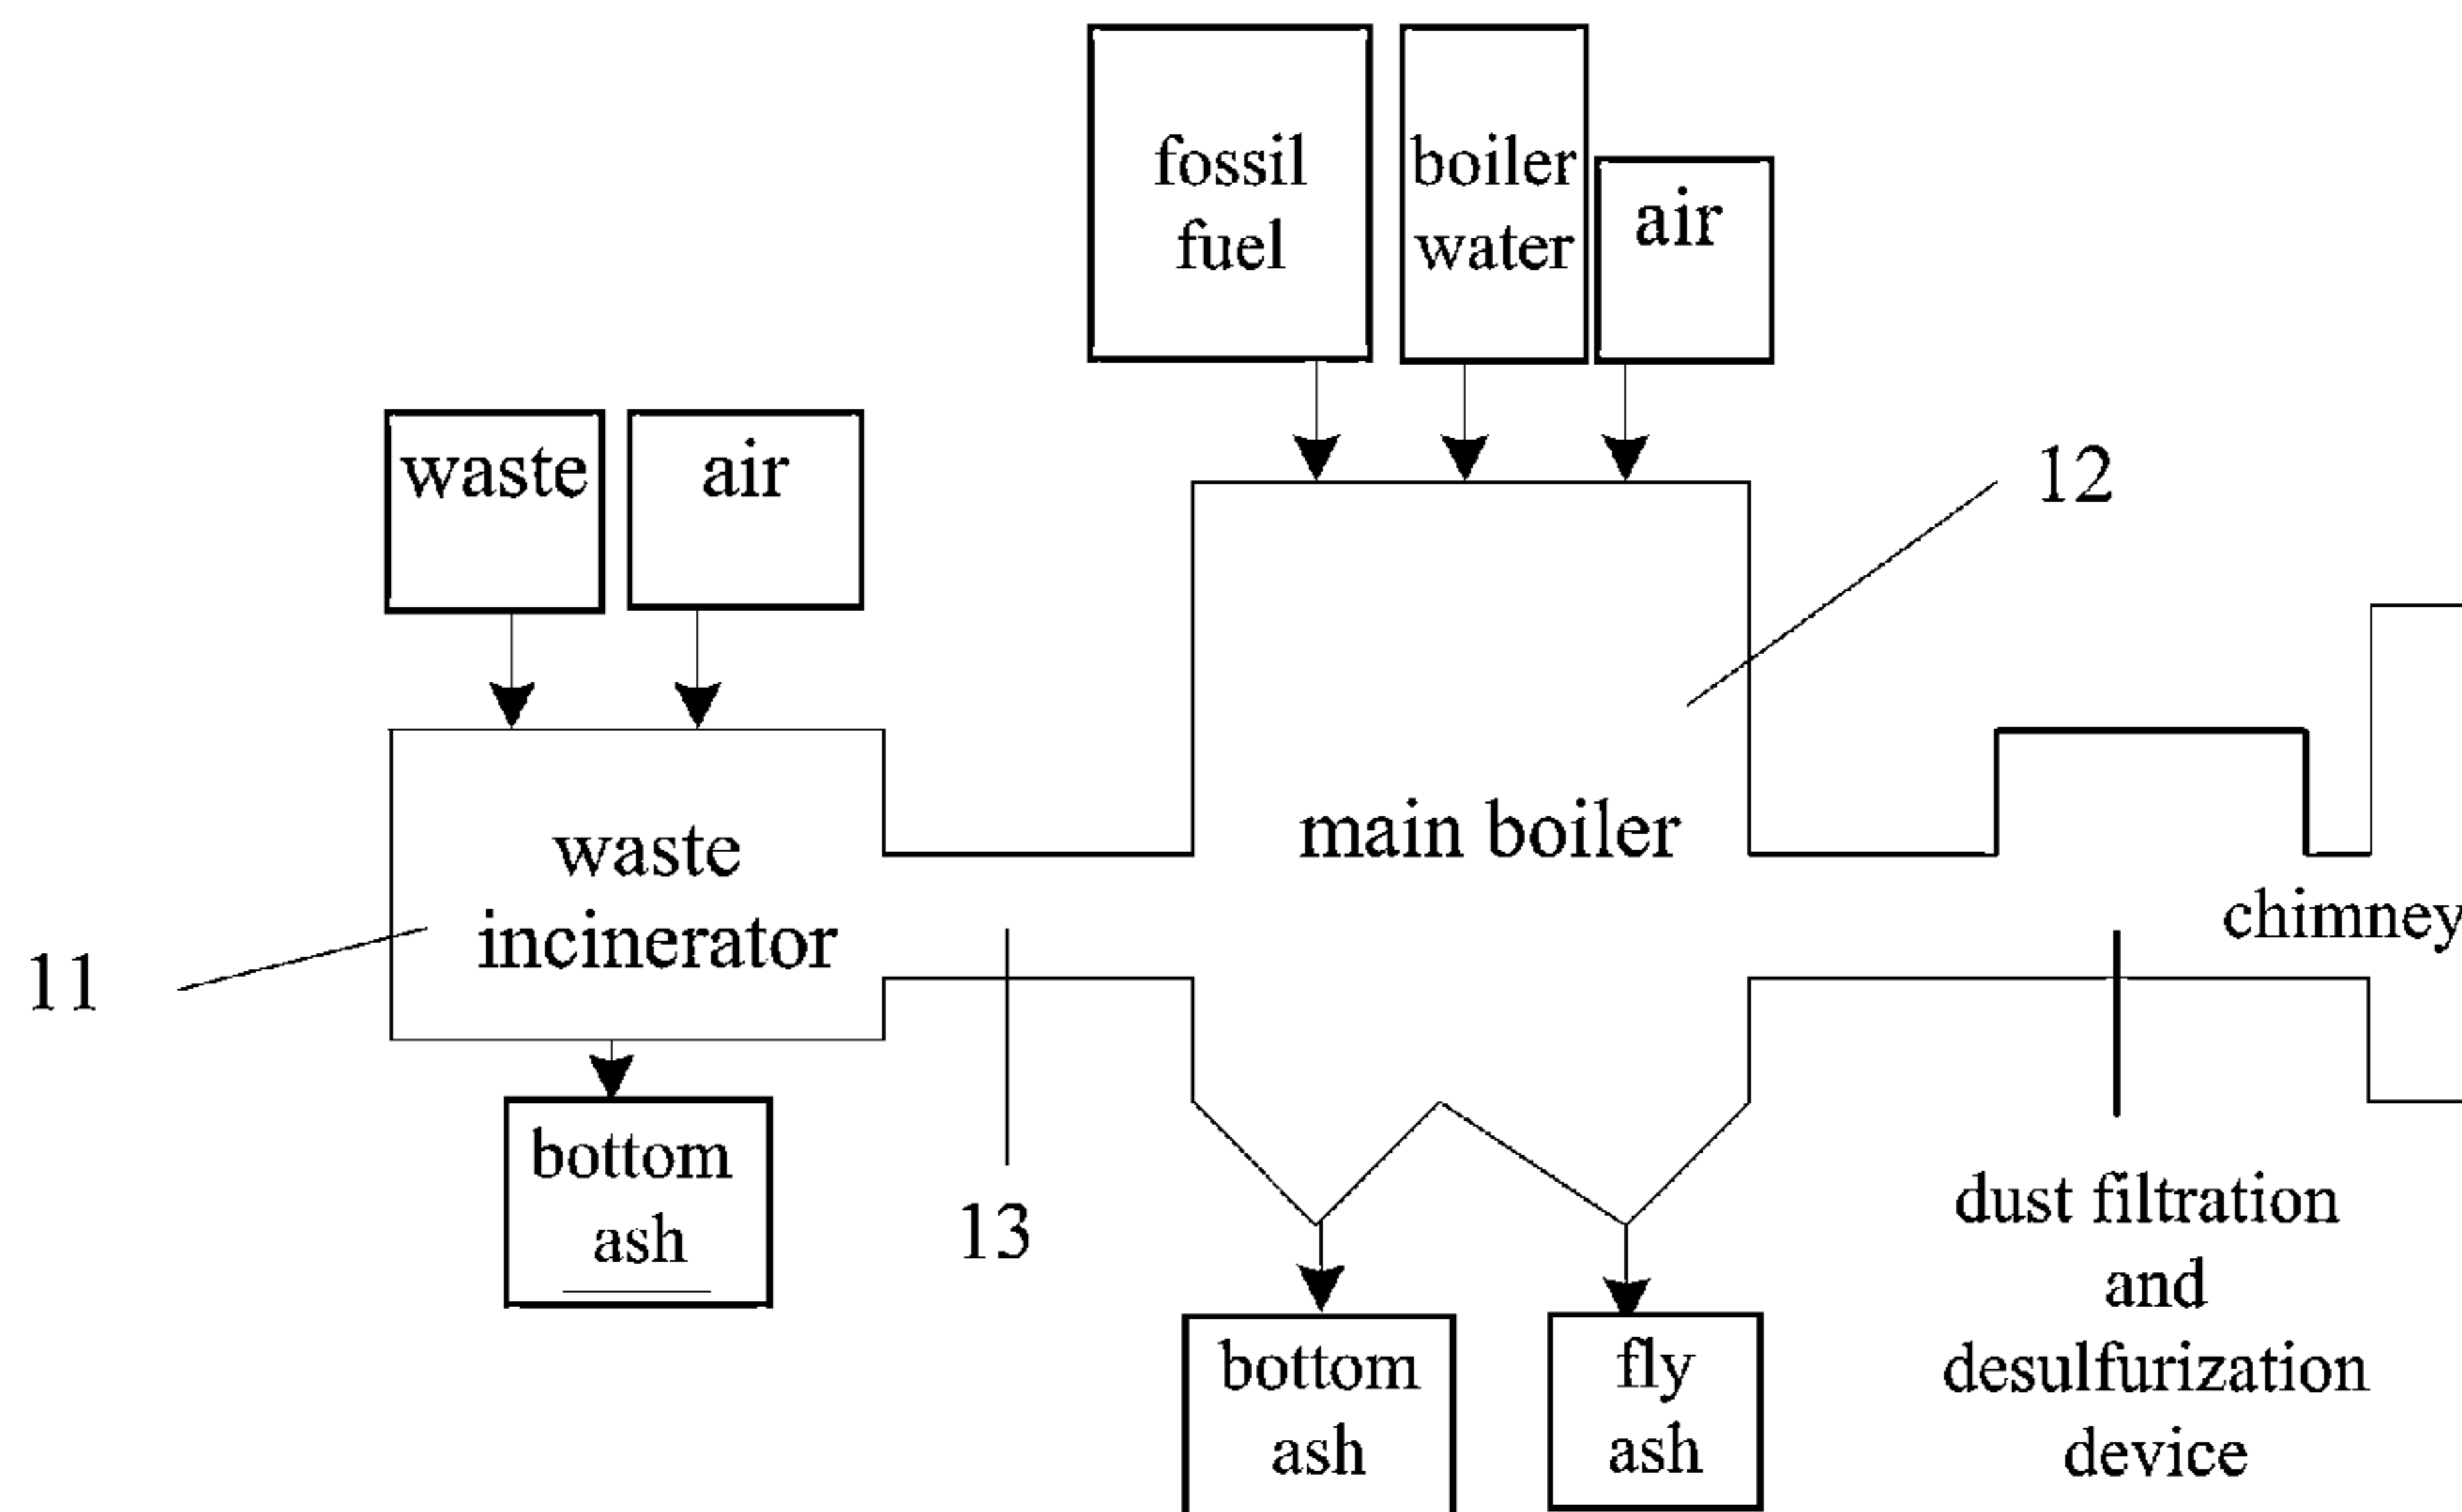 fossil
fuel
boiler
water
air
waste
air
12
main boiler
waste
incinerator
11
chimney
bottom
ash
13
dust filtration
and
desulfurization
device
bottom
ash
fly
ash